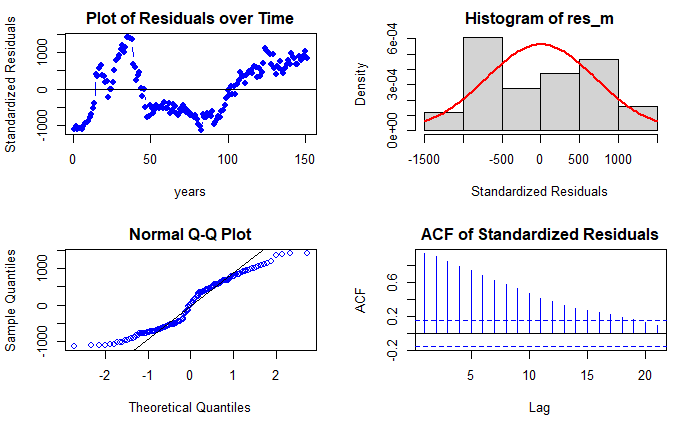 Plot of Residuals over Time
Standardized Residuals
-1000
0
1000
0
50
100
150
years
Histogram of res_m
Density
0e+00
3e-04
6e-04
-1500
-500
0
500
1000
Standardized Residuals
Normal Q-Q Plot
Sample Quantiles
-1000
0
1000
-2
-1
0
1
2
Theoretical Quantiles
ACF of Standardized Residuals
ACF
-0.2
0.2
0.6
5
10
15
20
Lag